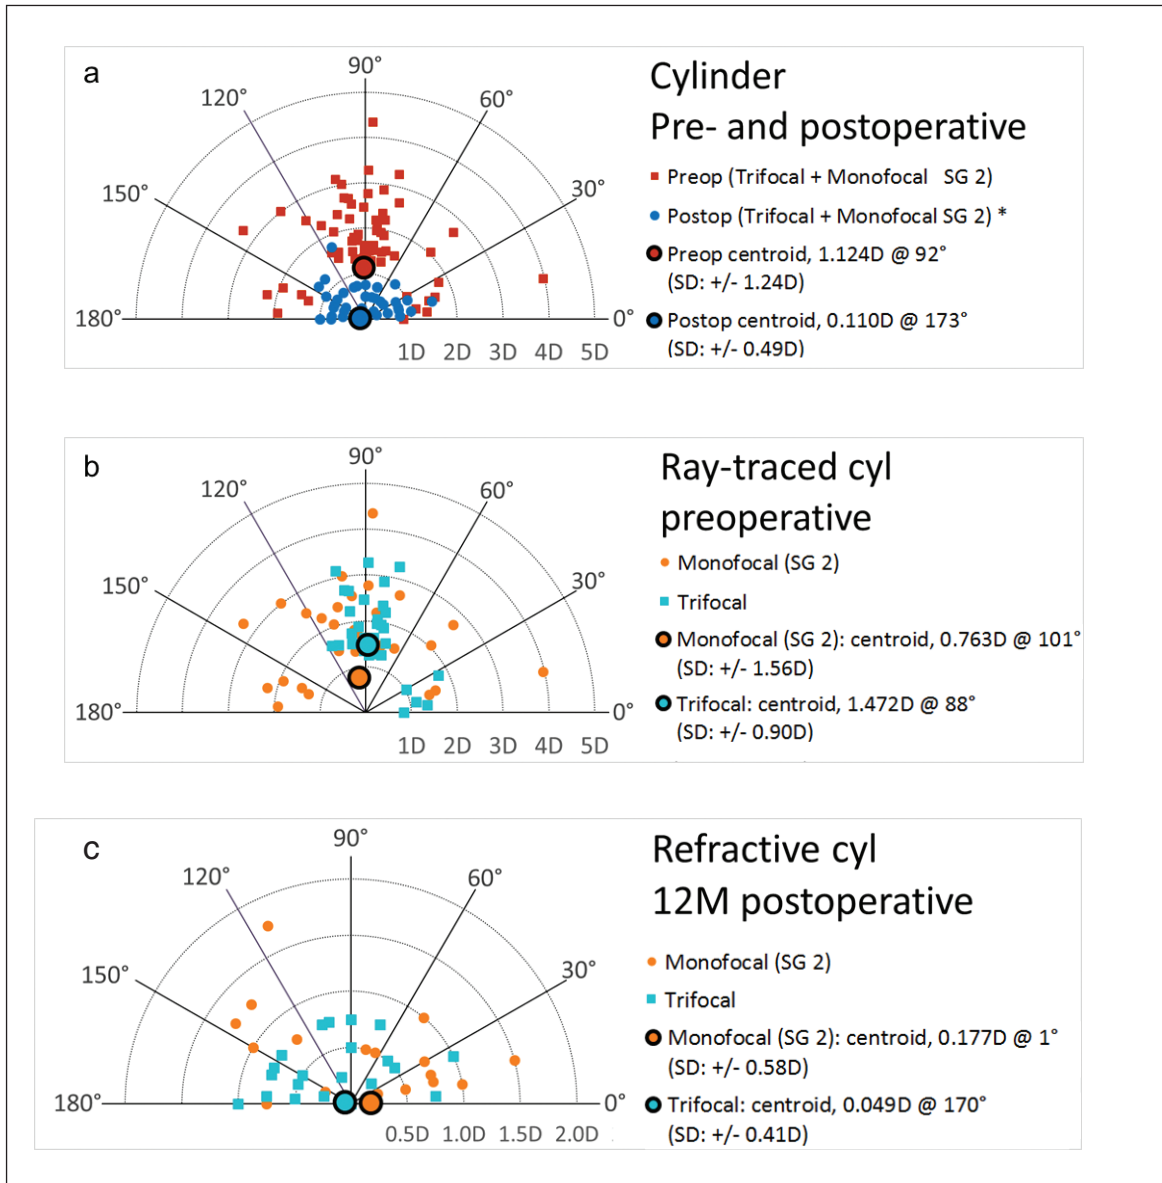 a
90°
120°
60°
150°
30°
180°
0°
1D 2D 3D 4D 5D
Cylinder
Pre- and postoperative
Preop (Trifocal + Monofocal SG 2)
Postop (Trifocal + Monofocal SG 2) *
Preop centroid, 1.124D @ 92°
(SD: +/- 1.24D)
Postop centroid, 0.110D @ 173°
(SD: +/- 0.49D)
b
90°
120°
60°
150°
30°
180°
0°
1D 2D 3D 4D 5D
Ray-traced cyl
preoperative
Monofocal (SG 2)
Trifocal
Monofocal (SG 2): centroid, 0.763D @ 101°
(SD: +/- 1.56D)
Trifocal: centroid, 1.472D @ 88°
(SD: +/- 0.90D)
c
90°
120°
60°
150°
30°
180°
0°
0.5D 1.0D 1.5D 2.0D
Refractive cyl
12M postoperative
Monofocal (SG 2)
Trifocal
Monofocal (SG 2): centroid, 0.177D @ 1°
(SD: +/- 0.58D)
Trifocal: centroid, 0.049D @ 170°
(SD: +/- 0.41D)